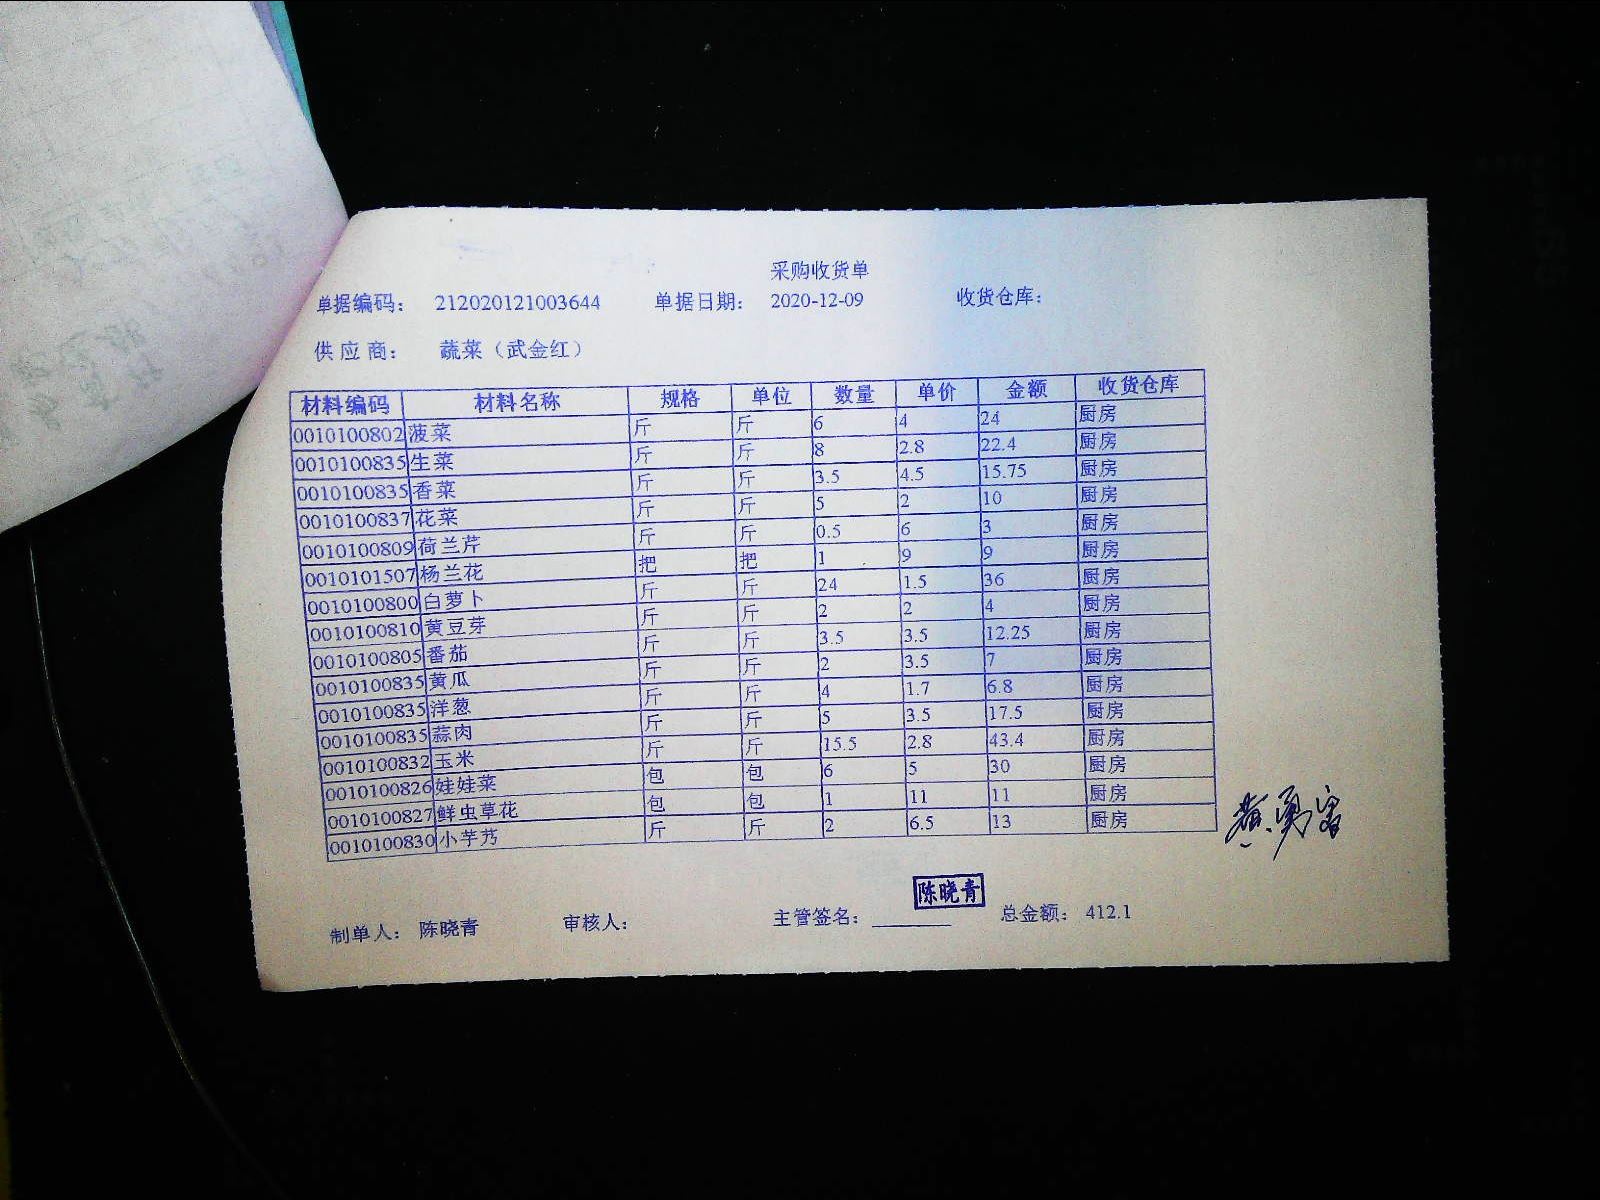 采购收货单
单据编码： 212020121003644 单据日期： 2020-12-09 收货仓库：
供 应 商： 蔬菜（武金红）
材料编码 材料名称 规格 单位 数量 单价 金额 收货仓库
0010100802 菠菜 斤 斤 6 4 24 厨房
0010100835 生菜 斤 斤 8 2.8 22.4 厨房
0010100835 香菜 斤 斤 3.5 4.5 15.75 厨房
0010100837 花菜 斤 斤 5 2 10 厨房
0010100809 荷兰芹 斤 斤 0.5 6 3 厨房
0010101507 杨兰花 把 把 1 9 9 厨房
0010100800 白萝卜 斤 斤 24 1.5 36 厨房
0010100810 黄豆芽 斤 斤 2 2 4 厨房
0010100805 番茄 斤 斤 3.5 3.5 12.25 厨房
0010100835 黄瓜 斤 斤 2 3.5 7 厨房
0010100835 洋葱 斤 斤 4 1.7 6.8 厨房
0010100835 蒜肉 斤 斤 5 3.5 17.5 厨房
0010100832 玉米 斤 斤 15.5 2.8 43.4 厨房
0010100826 娃娃菜 包 包 6 5 30 厨房
0010100827 鲜虫草花 包 包 1 11 11 厨房
0010100830 小芋艿 斤 斤 2 6.5 13 厨房
陈晓青
制单人： 陈晓青 审核人： 主管签名： 总金额： 412.1